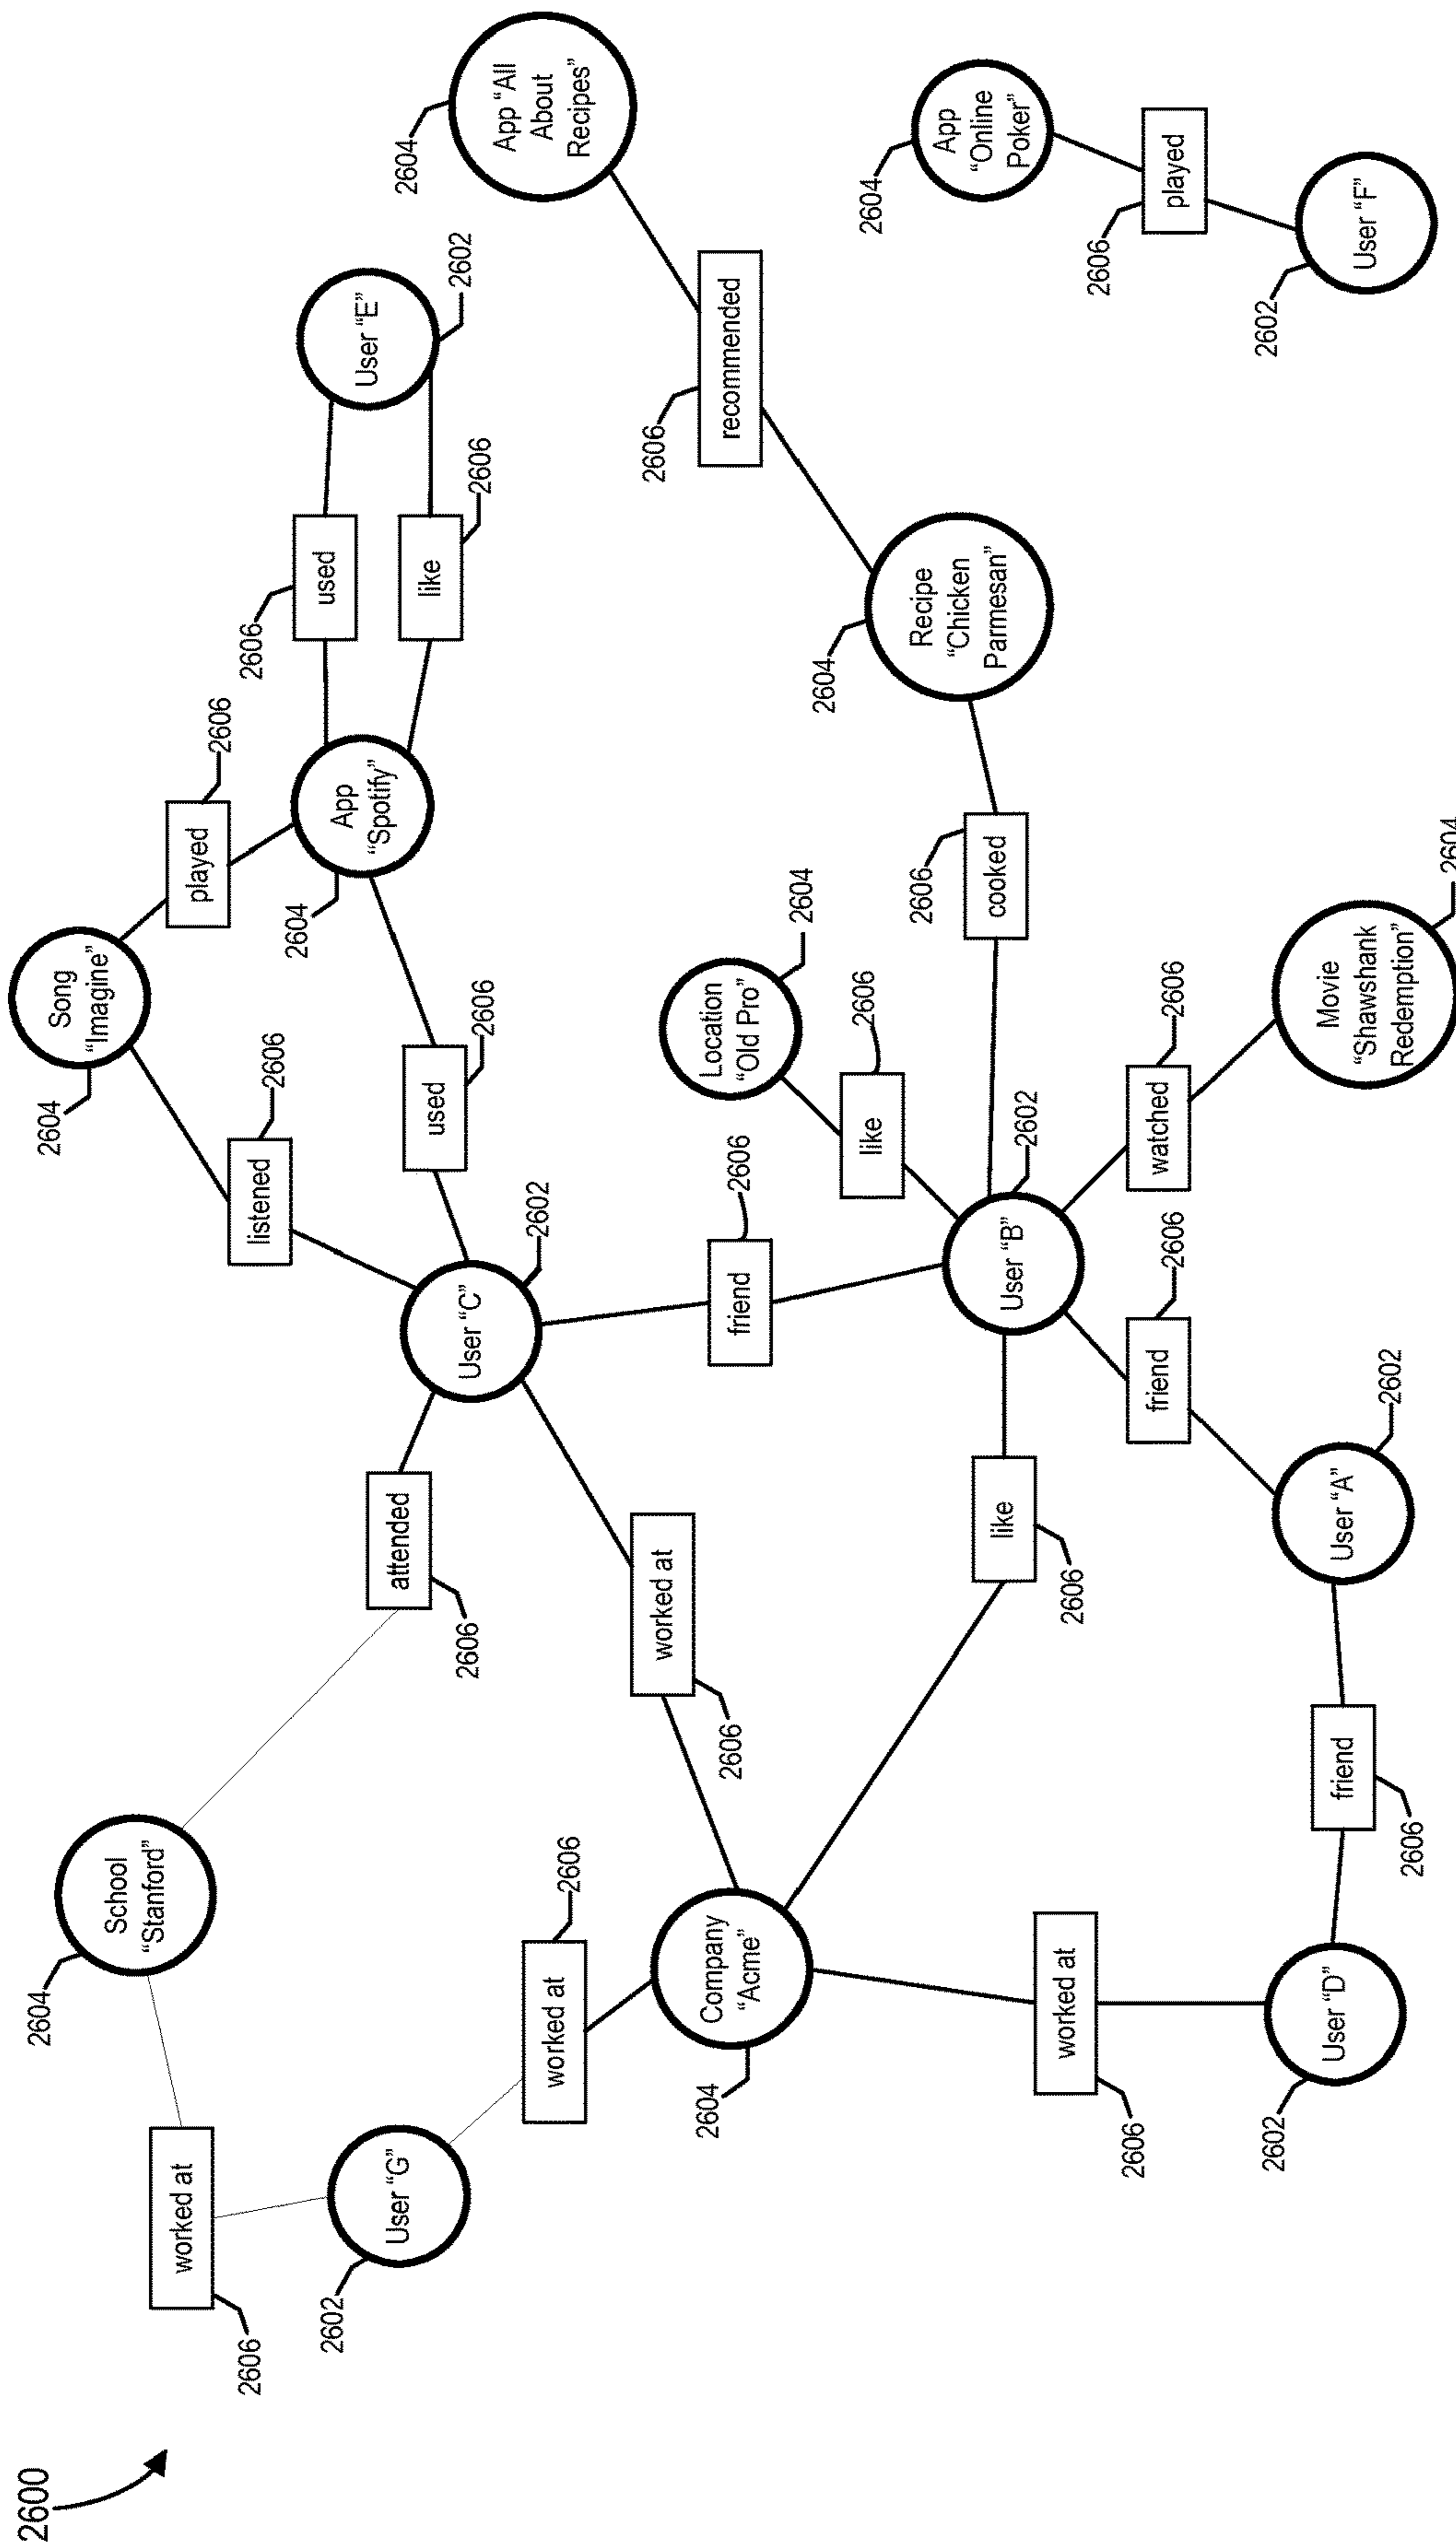 2600
2604
School
“Stanford”
2604
Song
“Imagine”
2606
worked at
played
2606
2606
listened
2606
2602
User “G”
2606
attended
2606
used
2606
2604
App
“Spotify”
2606
used
like
2606
User “E”
2602
User “C”
2602
2604
App “All
About
Recipes”
worked at
2606
worked at
2606
2604
Company
“Acme”
friend
2606
Location
“Old Pro”
2604
2606
recommended
like
2606
2604
Recipe
“Chicken
Parmesan”
2606
cooked
like
2606
User “B”
2602
2604
App
“Online
Poker”
worked at
2606
friend
2606
watched
2606
2606
played
2602
User “D”
friend
2606
User “A”
2602
Movie
“Shawshank
Redemption”
2604
2602
User “F”